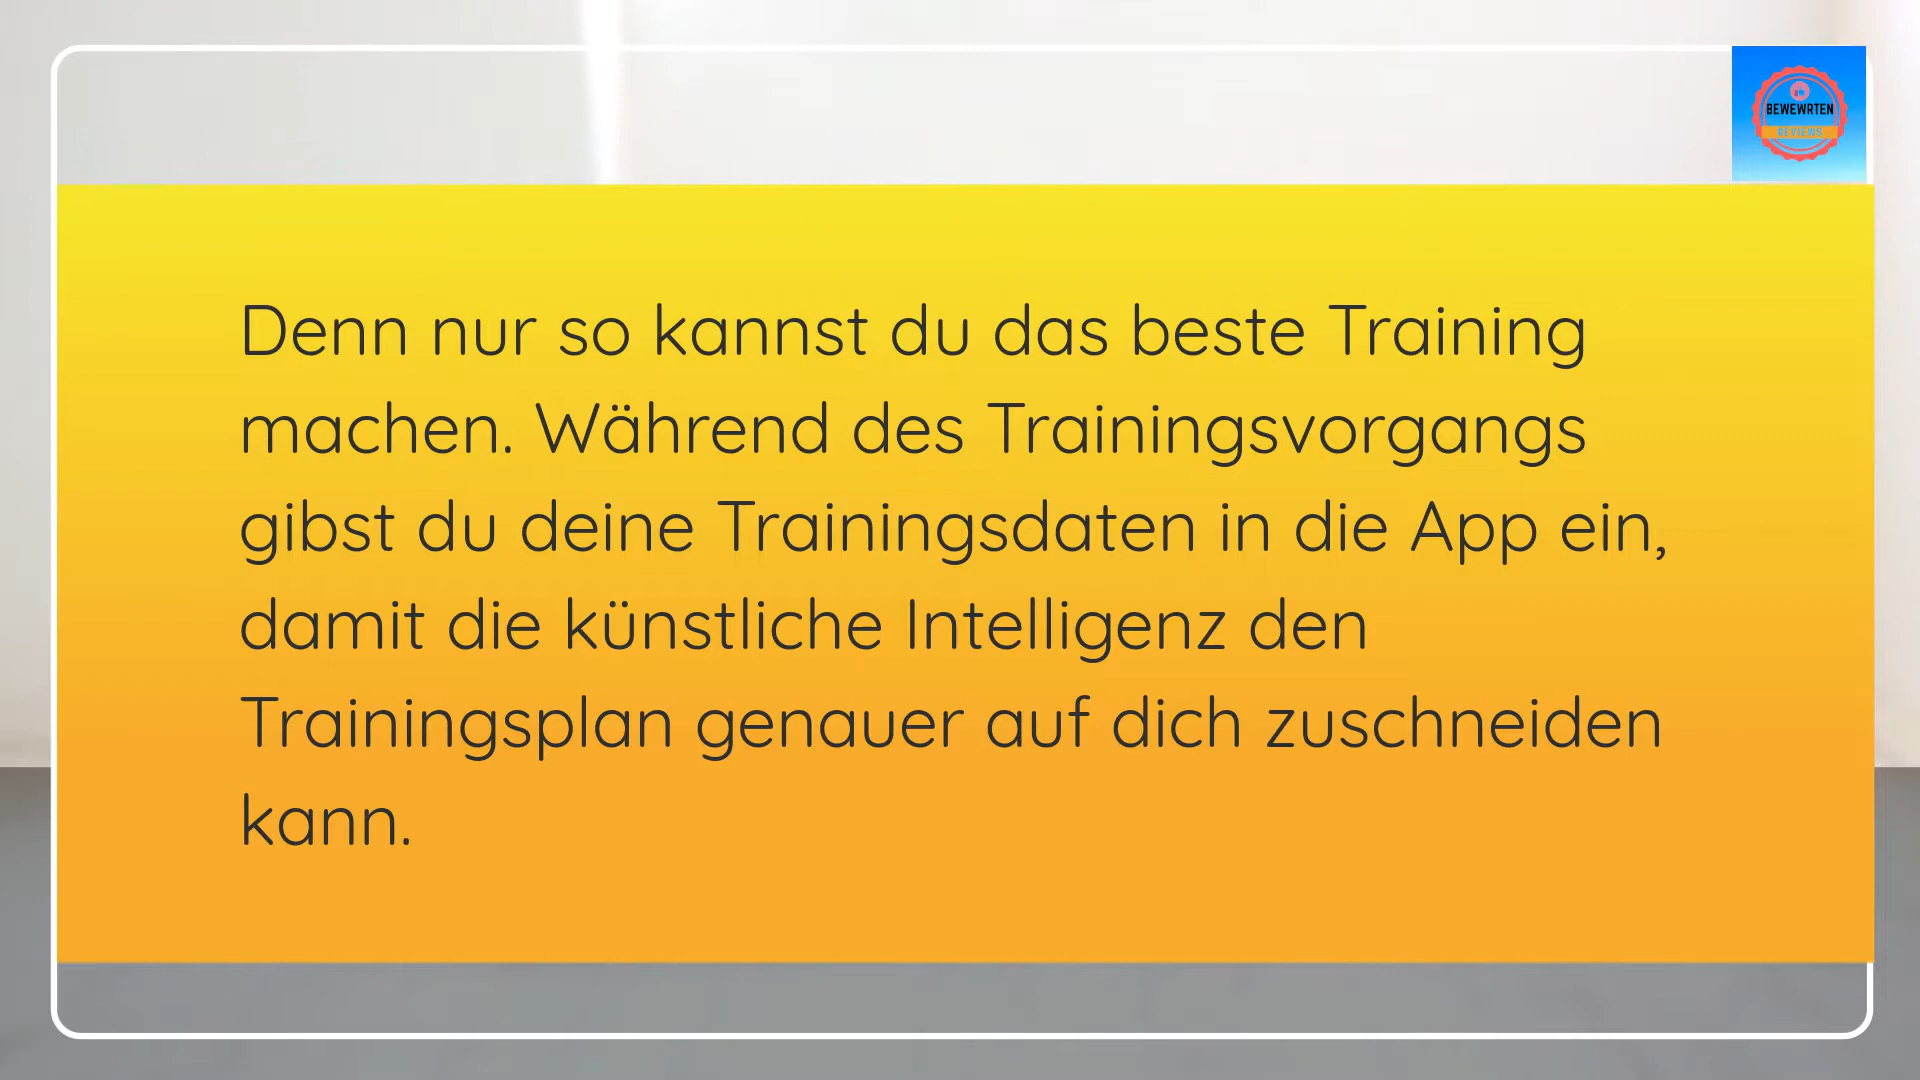 BEWEWRTEN
REVIEWS
Denn nur so kannst du das beste Training
machen. Während des Trainingsvorgangs
gibst du deine Trainingsdaten in die App ein,
damit die künstliche Intelligenz den
Trainingsplan genauer auf dich zuschneiden
kann.